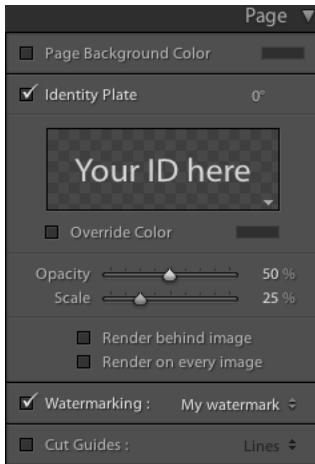 Page
Page Background Color
Identity Plate 0°
Your ID here
Override Color
Opacity 50 %
Scale 25 %
Render behind image
Render on every image
Watermarking : My watermark
Cut Guides : Lines